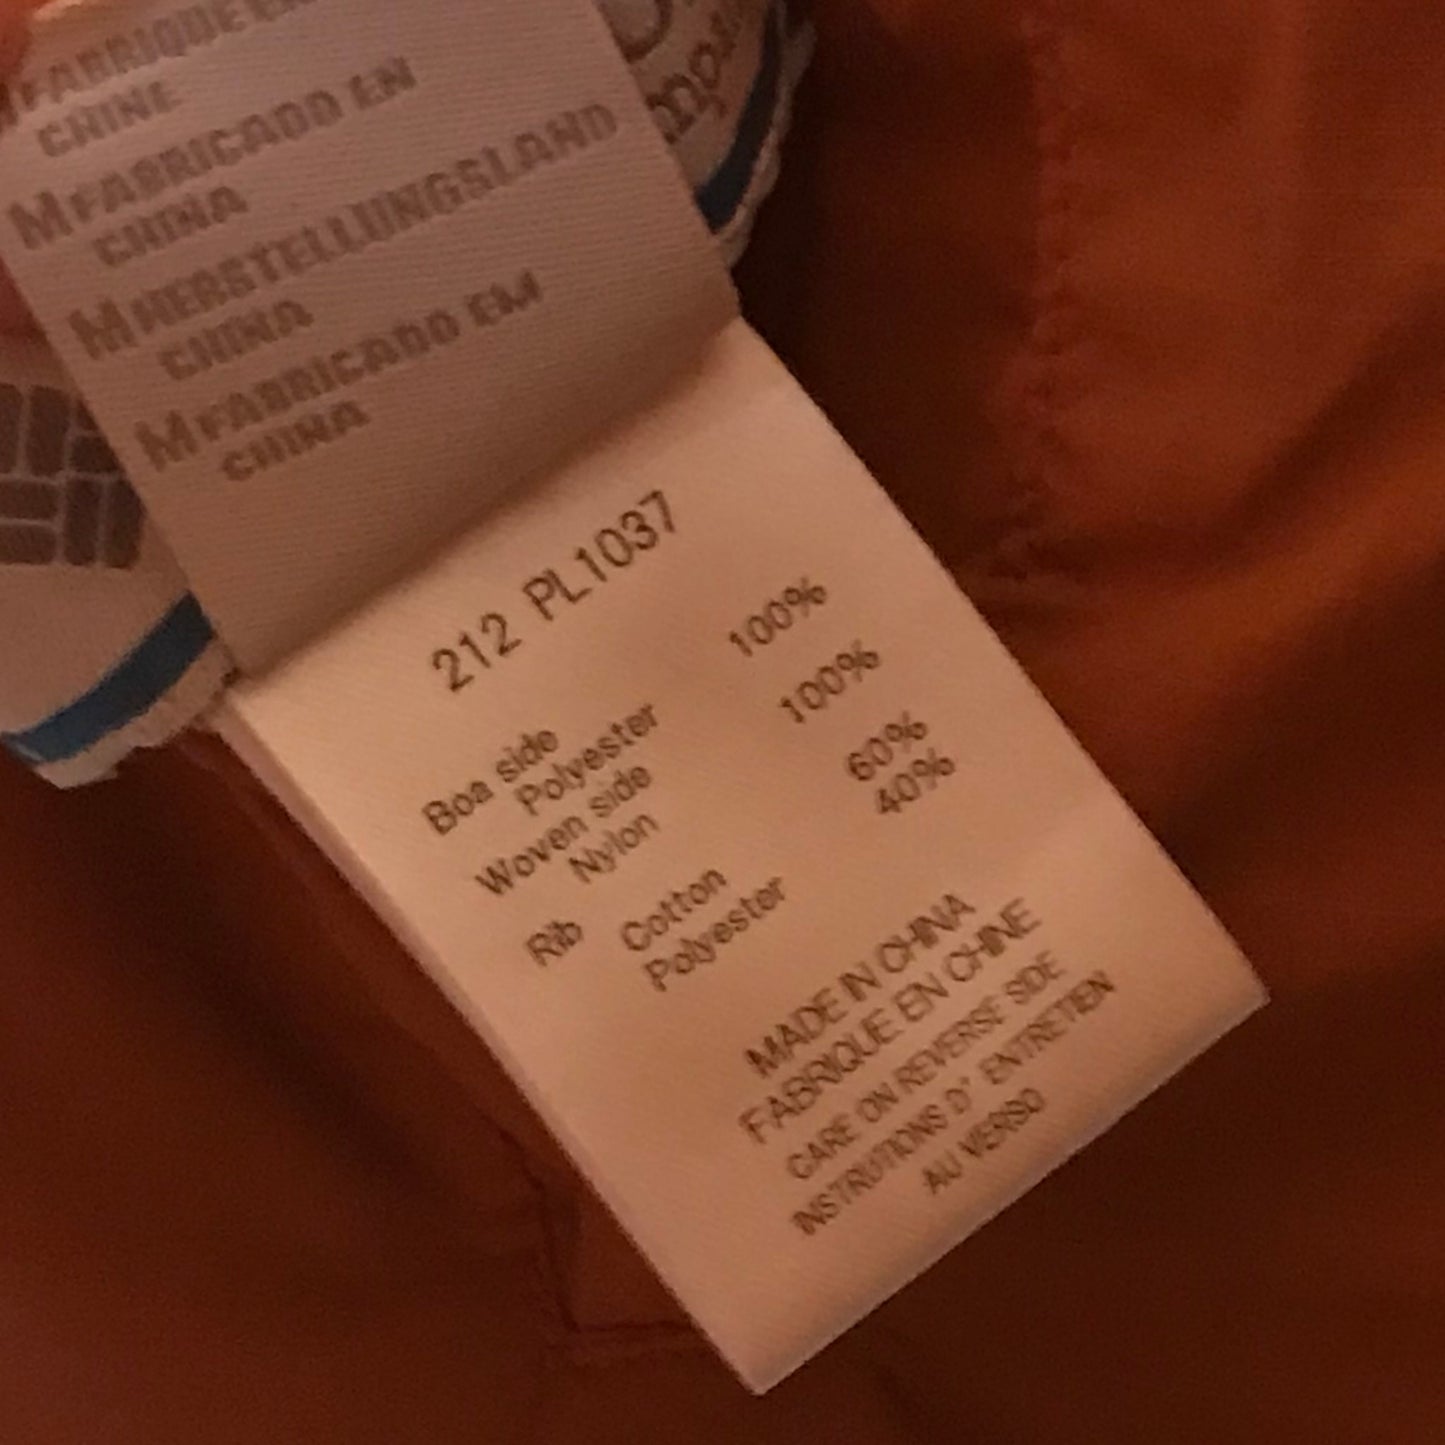 FABRIQUE EN
CHINE
M FABRICADO EN
CHINA
M HERSTELLUNGSLAND
CHINA
M FABRICADO EM
CHINA
212 PL1037
Boa side
Polyester 100%
Woven side
Nylon 100%
Rib Cotton 60%
Polyester 40%
MADE IN CHINA
FABRIQUE EN CHINE
CARE ON REVERSE SIDE
INSTRUTIONS D' ENTRETIEN
AU VERSO